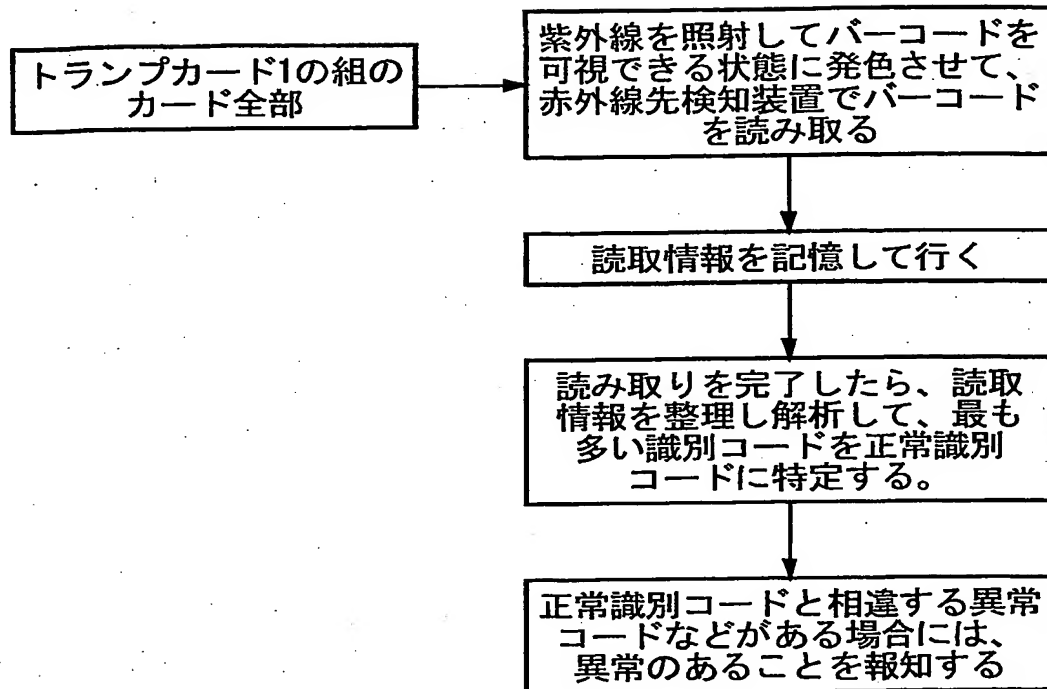 トランプカード1の組の
カード全部
紫外線を照射してバーコードを
可視できる状態に発色させて、
赤外線先検知装置でバーコード
を読み取る
読取情報を記憶して行く
読み取りを完了したら、読取
情報を整理し解析して、最も
多い識別コードを正常識別
コードに特定する。
正常識別コードと相違する異常
コードなどがある場合には、
異常のあることを報知する